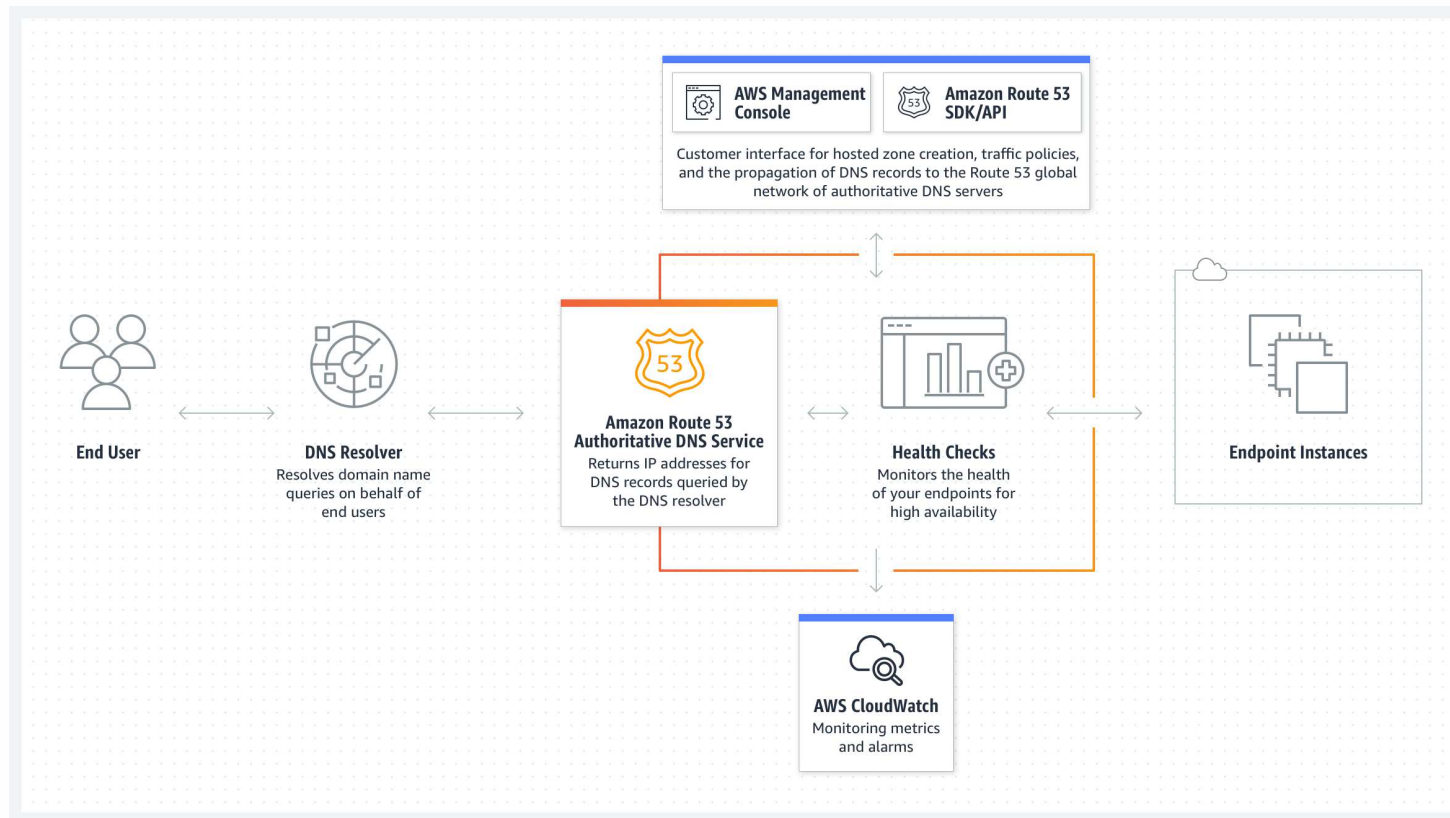 AWS Management
Console
Amazon Route 53
SDK/API
53
Customer interface for hosted zone creation, traffic policies,
and the propagation of DNS records to the Route 53 global
network of authoritative DNS servers
End User
DNS Resolver
Resolves domain name
queries on behalf of
end users
53
Amazon Route 53
Authoritative DNS Service
Returns IP addresses for
DNS records queried by
the DNS resolver
Health Checks
Monitors the health
of your endpoints for
high availability
Endpoint Instances
AWS CloudWatch
Monitoring metrics
and alarms